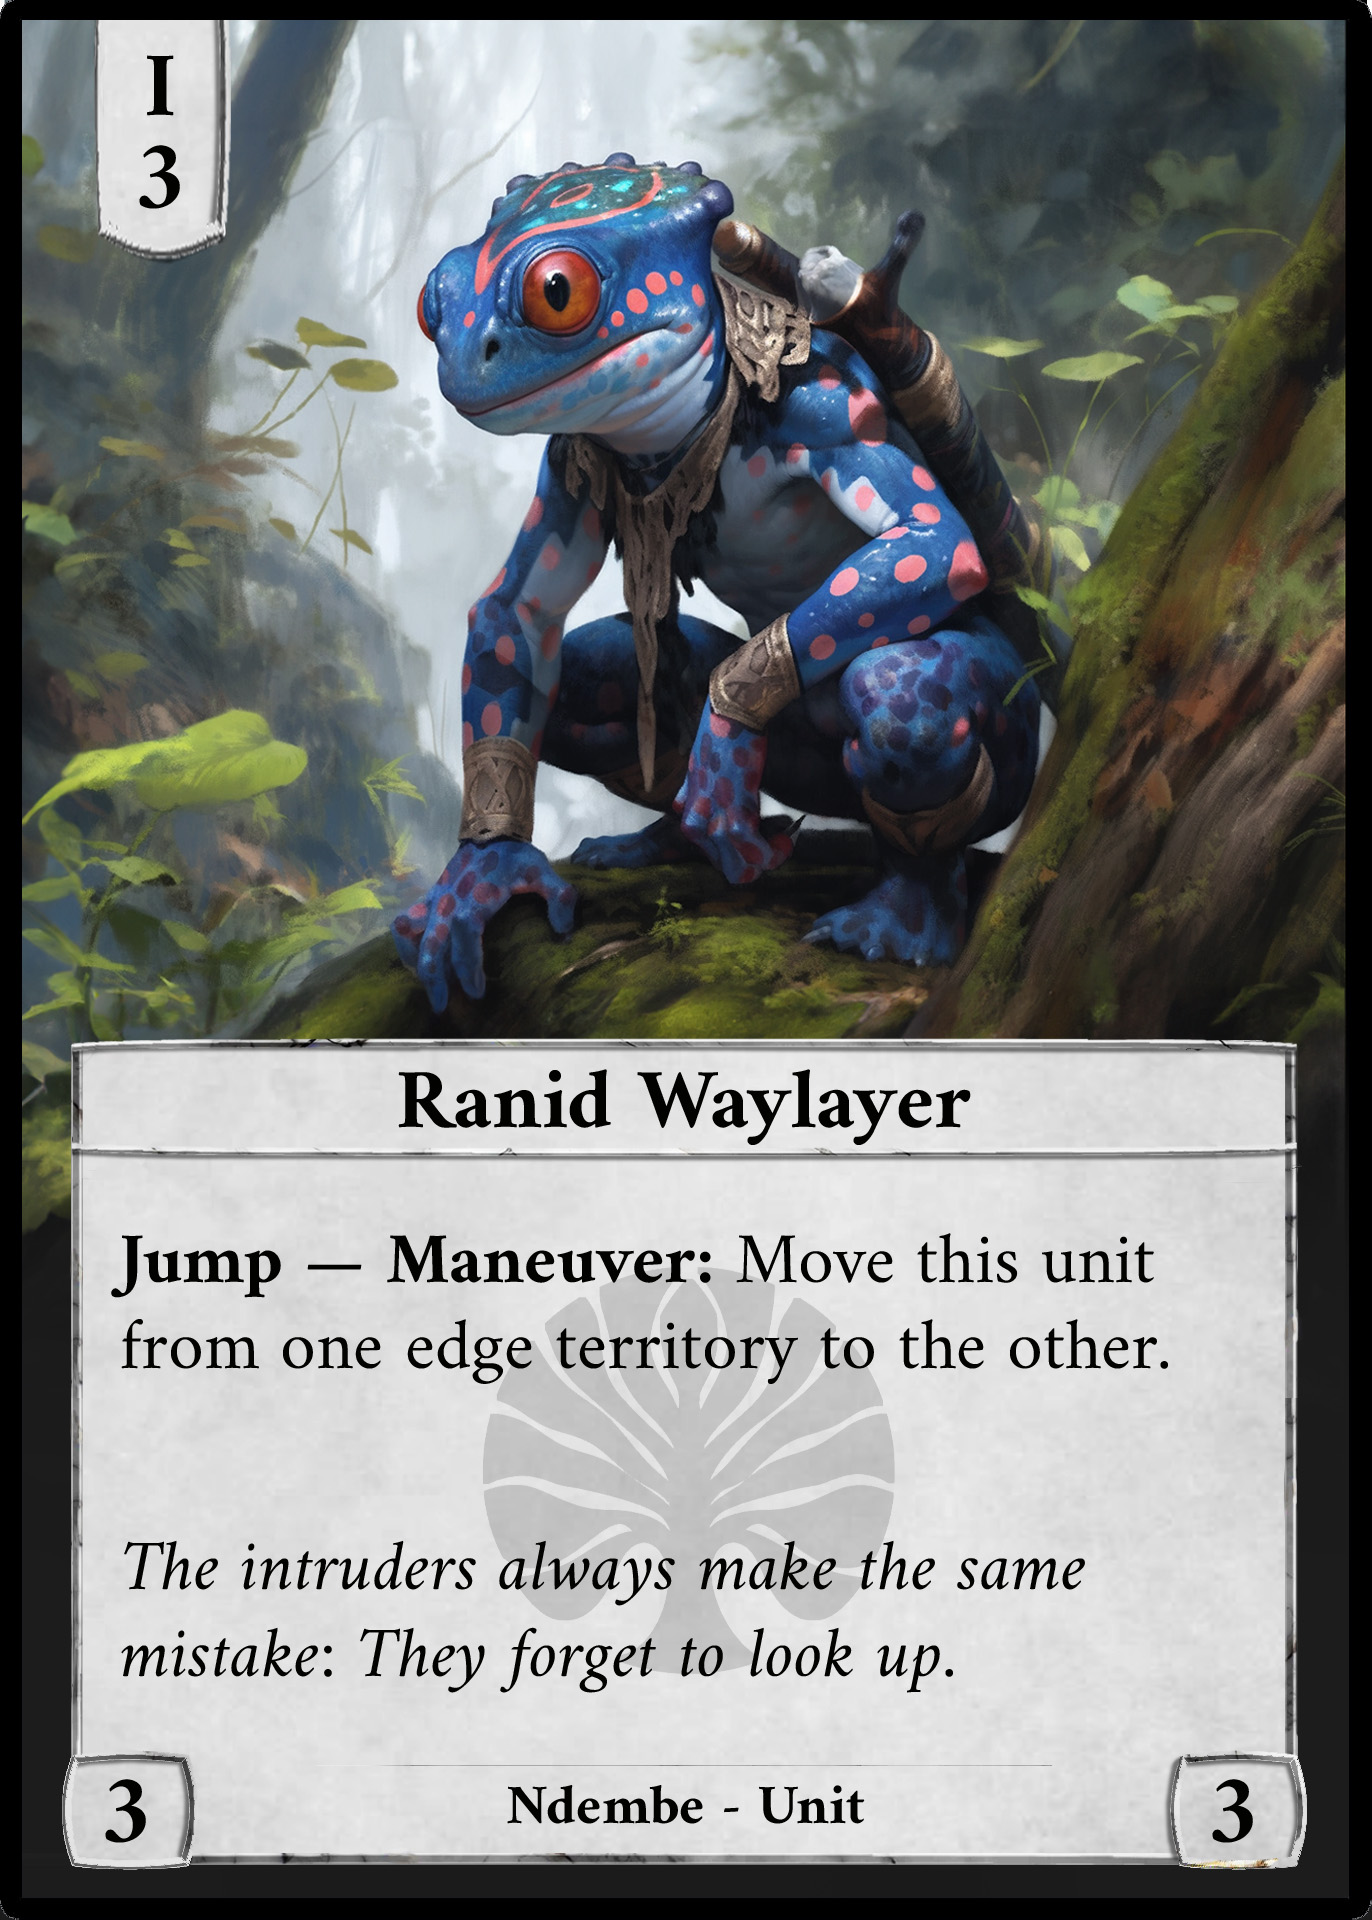 I
3
Ranid Waylayer
Jump — Maneuver: Move this unit
from one edge territory to the other.
The intruders always make the same
mistake: They forget to look up.
3
Ndembe - Unit
3